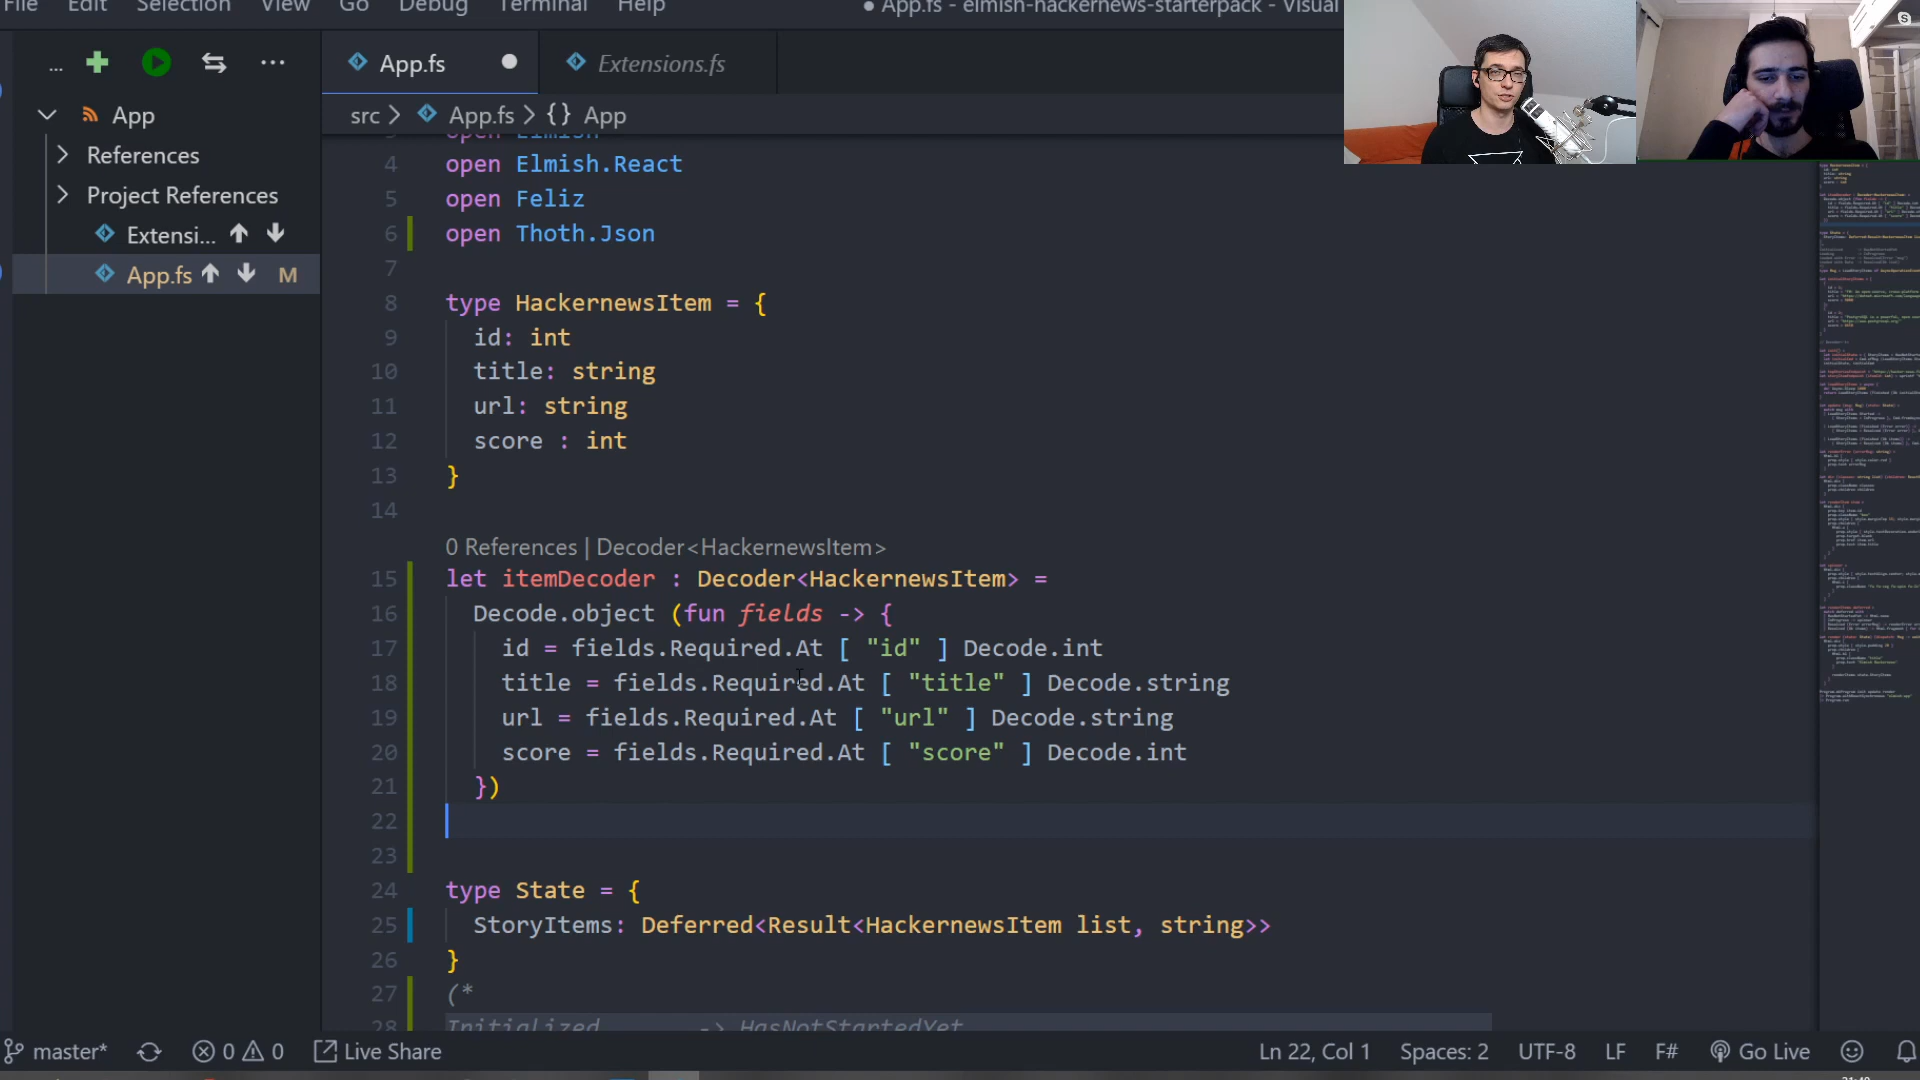 File Edit Selection View Go Debug Terminal Help ● App.fs - elmish-hackernews-starterpack - Visual
... App.fs ● Extensions.fs
src > App.fs > {} App
App
References
Project References
Extensi...
App.fs M
open Elmish
4 open Elmish.React
5 open Feliz
6 open Thoth.Json
7
8 type HackernewsItem = {
9 id: int
10 title: string
11 url: string
12 score : int
13 }
14
0 References | Decoder<HackernewsItem>
15 let itemDecoder : Decoder<HackernewsItem> =
16 Decode.object (fun fields -> {
17 id = fields.Required.At [ "id" ] Decode.int
18 title = fields.Required.At [ "title" ] Decode.string
19 url = fields.Required.At [ "url" ] Decode.string
20 score = fields.Required.At [ "score" ] Decode.int
21 })
22
23
24 type State = {
25 StoryItems: Deferred<Result<HackernewsItem list, string>>
26 }
27 (*
28 Initialized -> HasNotStartedYet
master* 0 0 Live Share Ln 22, Col 1 Spaces: 2 UTF-8 LF F# Go Live